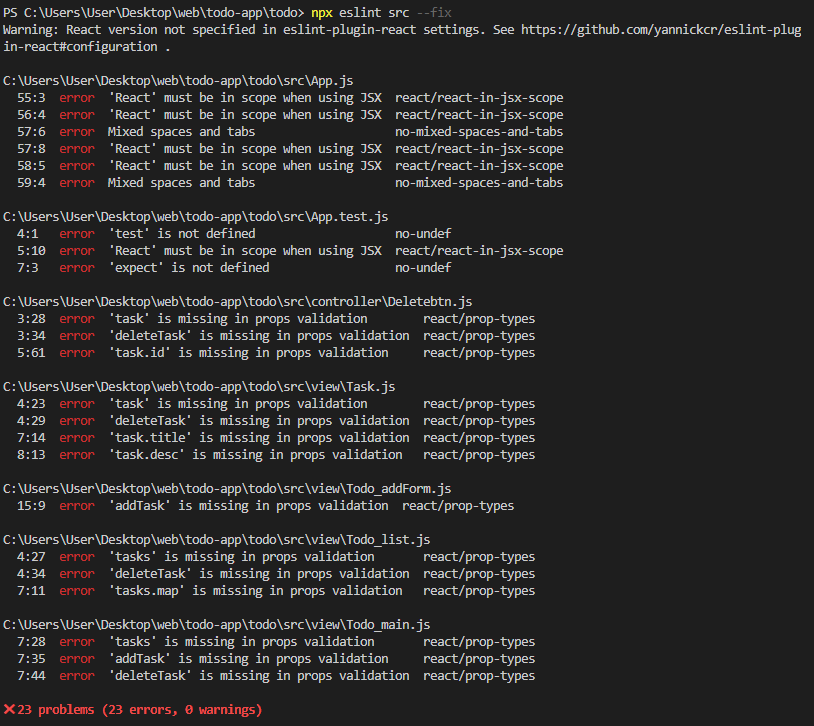 PS C:\Users\User\Desktop\web\todo-app\todo> npx eslint src --fix
Warning: React version not specified in eslint-plugin-react settings. See https://github.com/yannickcr/eslint-plug
in-react#configuration .
C:\Users\User\Desktop\web\todo-app\todo\src\App.js
55:3 error 'React' must be in scope when using JSX react/react-in-jsx-scope
56:4 error 'React' must be in scope when using JSX react/react-in-jsx-scope
57:6 error Mixed spaces and tabs no-mixed-spaces-and-tabs
57:8 error 'React' must be in scope when using JSX react/react-in-jsx-scope
58:5 error 'React' must be in scope when using JSX react/react-in-jsx-scope
59:4 error Mixed spaces and tabs no-mixed-spaces-and-tabs
C:\Users\User\Desktop\web\todo-app\todo\src\App.test.js
4:1 error 'test' is not defined no-undef
5:10 error 'React' must be in scope when using JSX react/react-in-jsx-scope
7:3 error 'expect' is not defined no-undef
C:\Users\User\Desktop\web\todo-app\todo\src\controller\Deletebtn.js
3:28 error 'task' is missing in props validation react/prop-types
3:34 error 'deleteTask' is missing in props validation react/prop-types
5:61 error 'task.id' is missing in props validation react/prop-types
C:\Users\User\Desktop\web\todo-app\todo\src\view\Task.js
4:23 error 'task' is missing in props validation react/prop-types
4:29 error 'deleteTask' is missing in props validation react/prop-types
7:14 error 'task.title' is missing in props validation react/prop-types
8:13 error 'task.desc' is missing in props validation react/prop-types
C:\Users\User\Desktop\web\todo-app\todo\src\view\Todo_addForm.js
15:9 error 'addTask' is missing in props validation react/prop-types
C:\Users\User\Desktop\web\todo-app\todo\src\view\Todo_list.js
4:27 error 'tasks' is missing in props validation react/prop-types
4:34 error 'deleteTask' is missing in props validation react/prop-types
7:11 error 'tasks.map' is missing in props validation react/prop-types
C:\Users\User\Desktop\web\todo-app\todo\src\view\Todo_main.js
7:28 error 'tasks' is missing in props validation react/prop-types
7:35 error 'addTask' is missing in props validation react/prop-types
7:44 error 'deleteTask' is missing in props validation react/prop-types
❌23 problems (23 errors, 0 warnings)